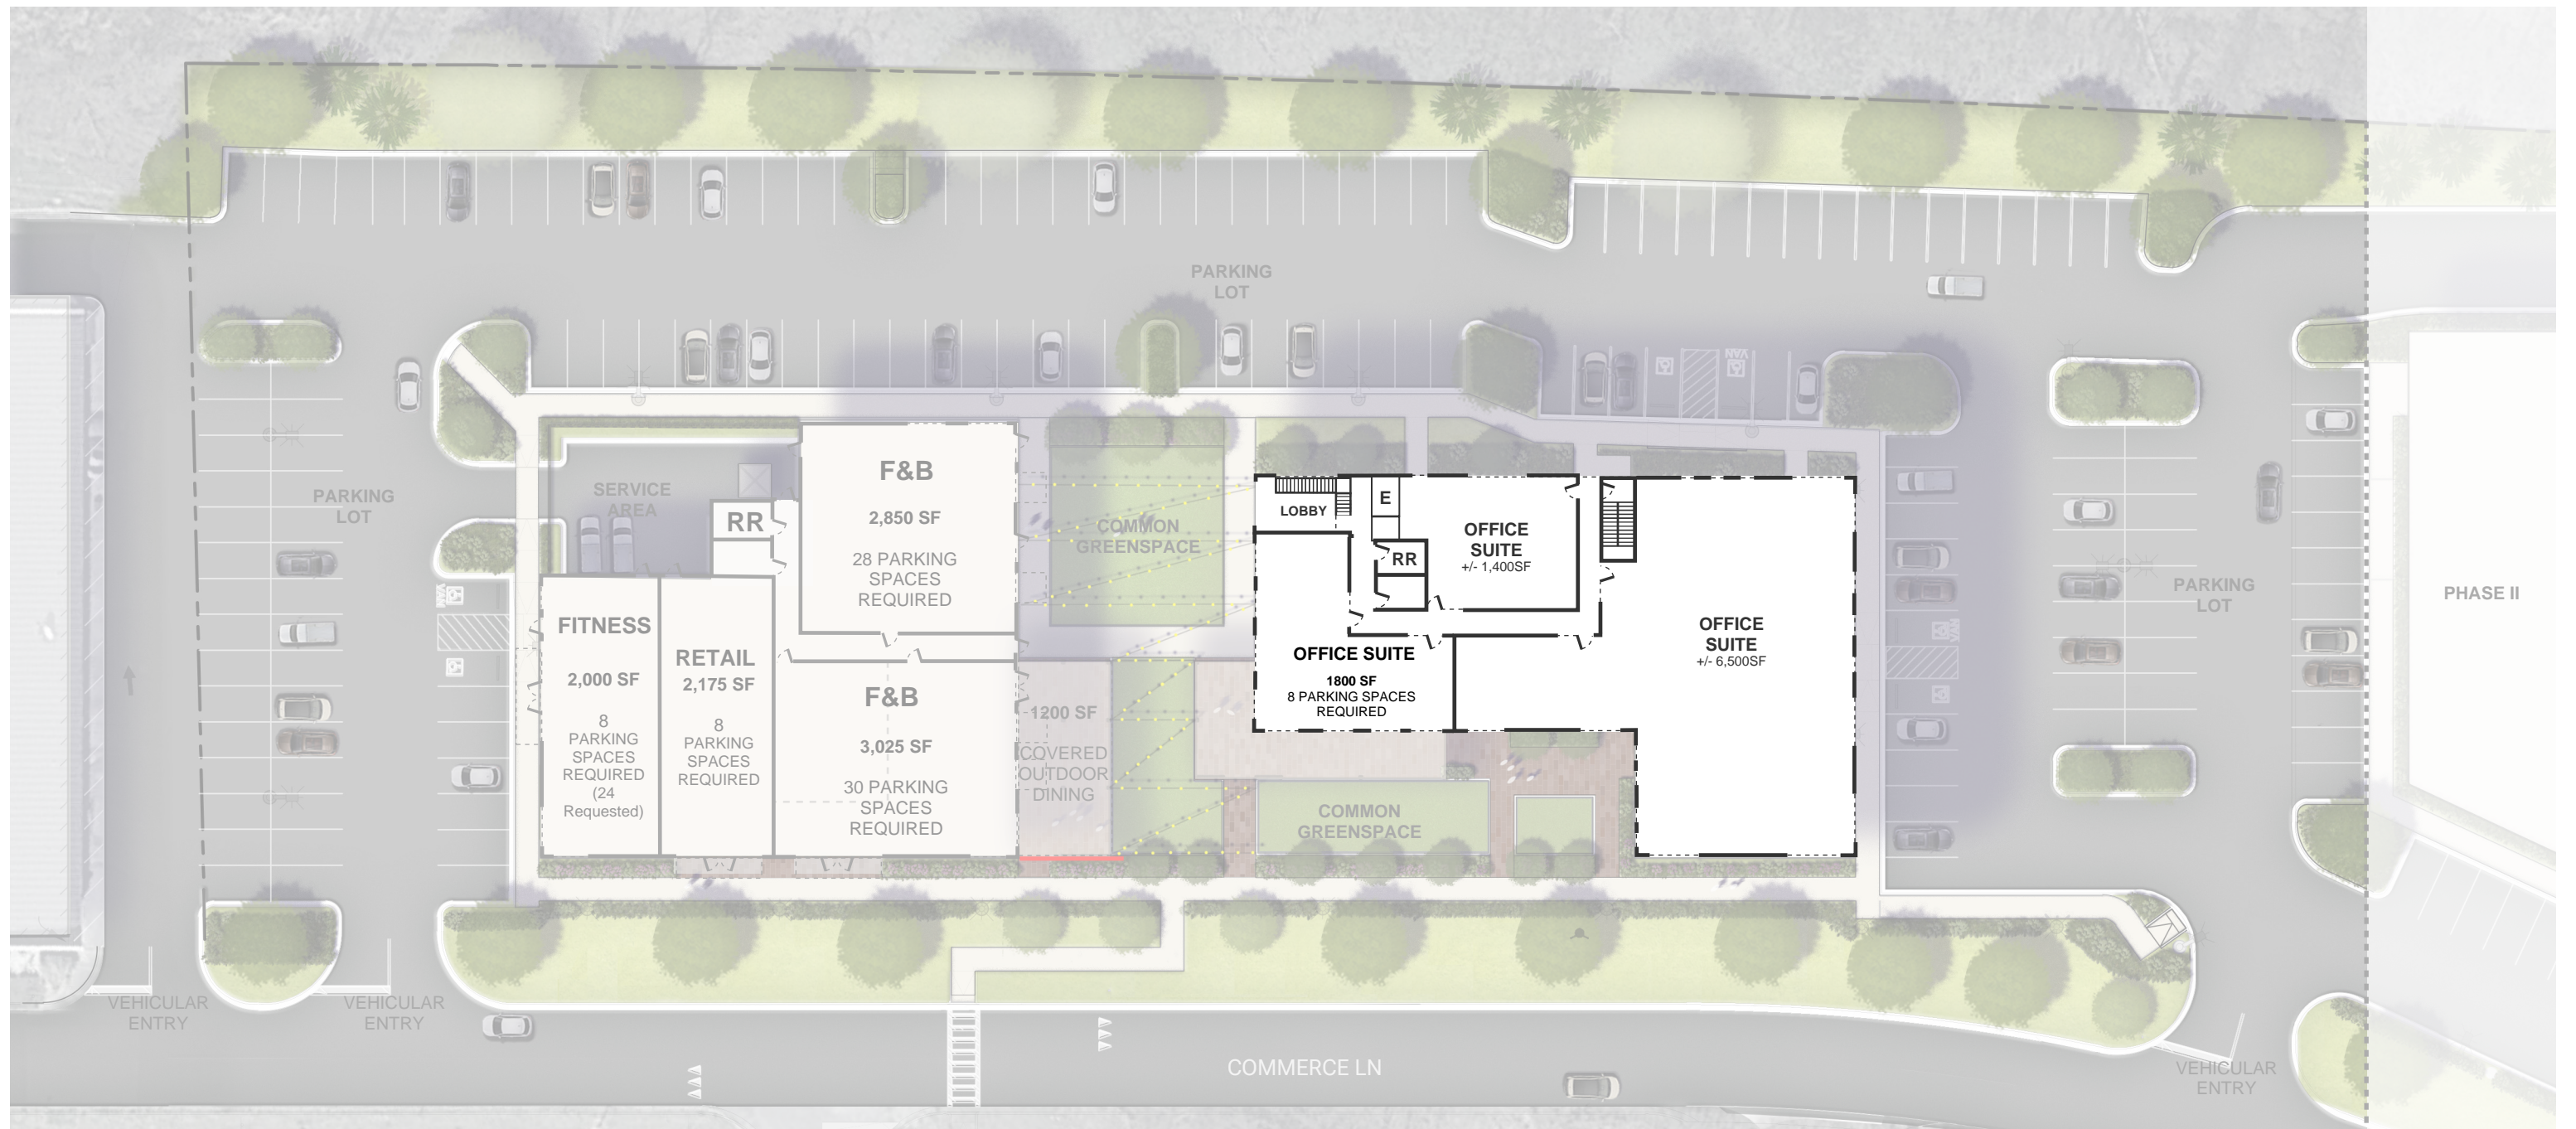 PARKING
LOT
PARKING
LOT
SERVICE
AREA
RR
F&B
2,850 SF
28 PARKING
SPACES
REQUIRED
FITNESS
2,000 SF
8
PARKING
SPACES
REQUIRED
(24
Requested)
RETAIL
2,175 SF
8
PARKING
SPACES
REQUIRED
F&B
3,025 SF
30 PARKING
SPACES
REQUIRED
COMMON
GREENSPACE
1200 SF
COVERED
OUTDOOR
DINING
LOBBY
E
RR
OFFICE
SUITE
+/- 1,400SF
OFFICE SUITE
1800 SF
8 PARKING SPACES
REQUIRED
OFFICE
SUITE
+/- 6,500SF
COMMON
GREENSPACE
VAN
VAN
VAN
PARKING
LOT
PHASE II
VEHICULAR
ENTRY
VEHICULAR
ENTRY
COMMERCE LN
VEHICULAR
ENTRY